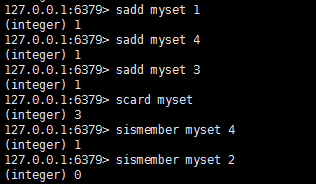 127.0.0.1:6379> sadd myset 1
(integer) 1
127.0.0.1:6379> sadd myset 4
(integer) 1
127.0.0.1:6379> sadd myset 3
(integer) 1
127.0.0.1:6379> scard myset
(integer) 3
127.0.0.1:6379> sismember myset 4
(integer) 1
127.0.0.1:6379> sismember myset 2
(integer) 0